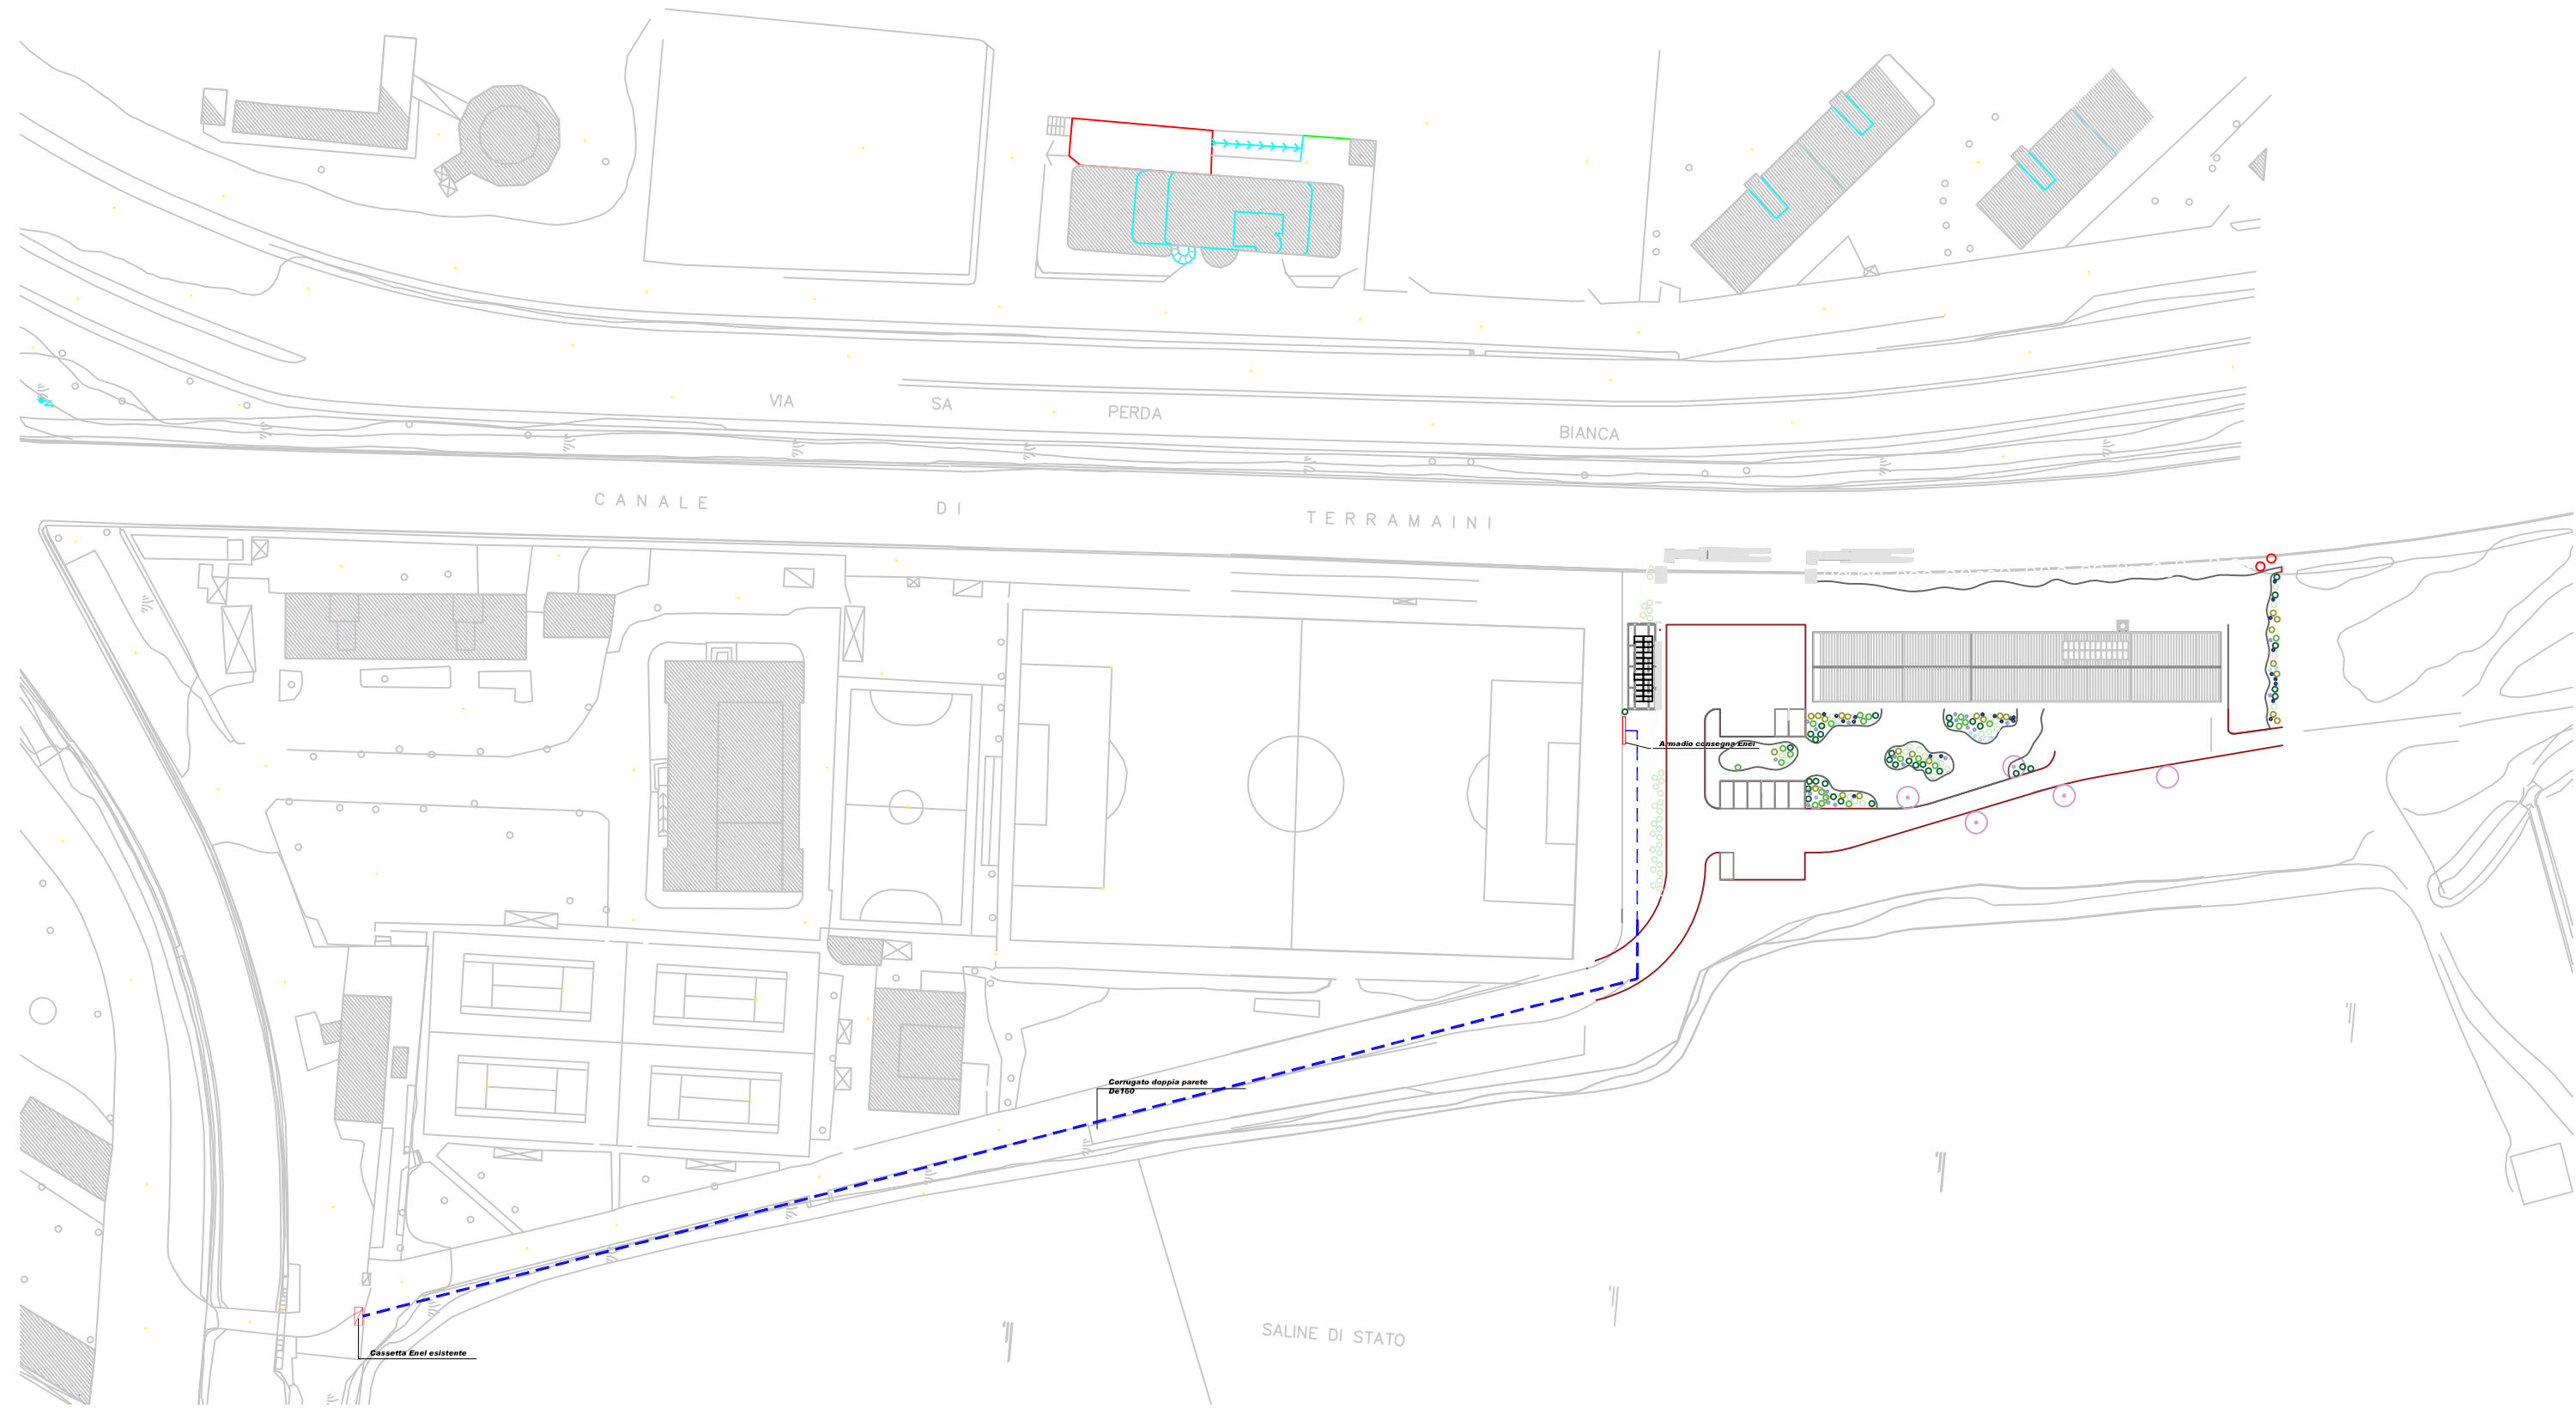 VIA SA PERDA BIANCA
CANALE DI TERRAMAINI
Armadio consegna Enel
Corrugato doppia parete
De160
Cassetta Enel esistente
SALINE DI STATO